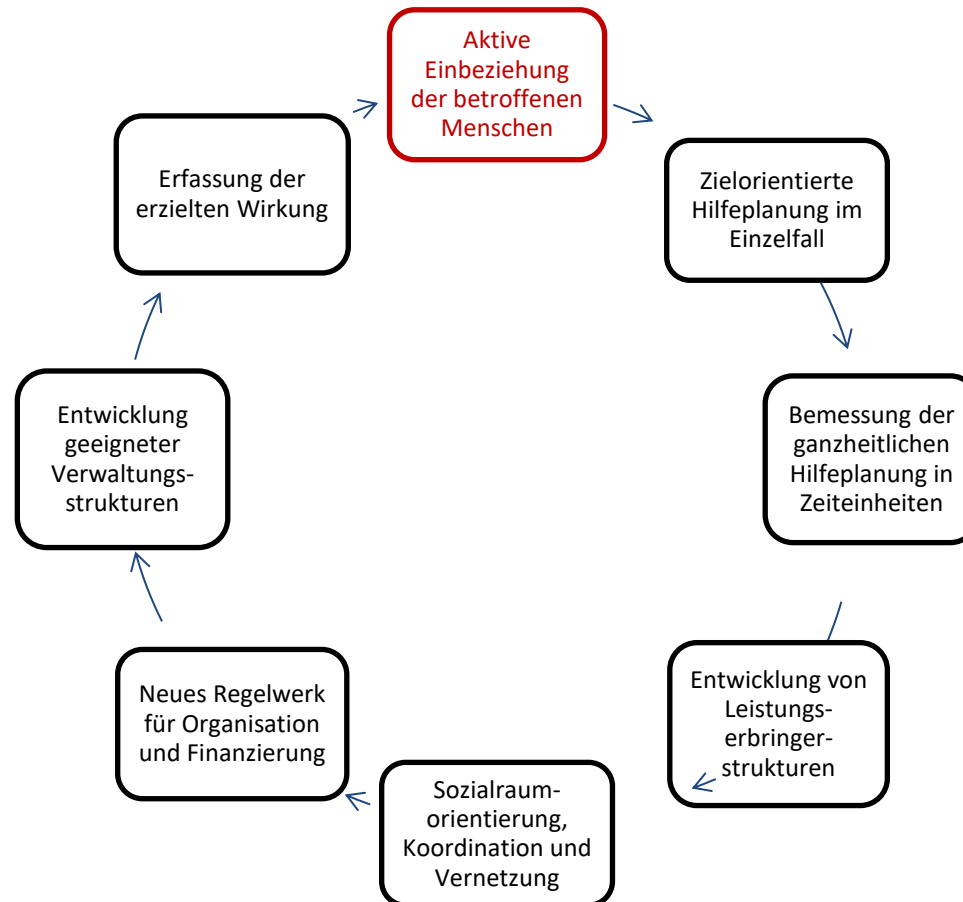 Aktive
Einbeziehung
der betroffenen
Menschen
Zielorientierte
Hilfeplanung im
Einzelfall
Bemessung der
ganzheitlichen
Hilfeplanung in
Zeiteinheiten
Entwicklung von
Leistungs-
erbringer-
strukturen
Sozialraum-
orientierung,
Koordination und
Vernetzung
Neues Regelwerk
für Organisation
und Finanzierung
Entwicklung
geeigneter
Verwaltungs-
strukturen
Erfassung der
erzielten Wirkung